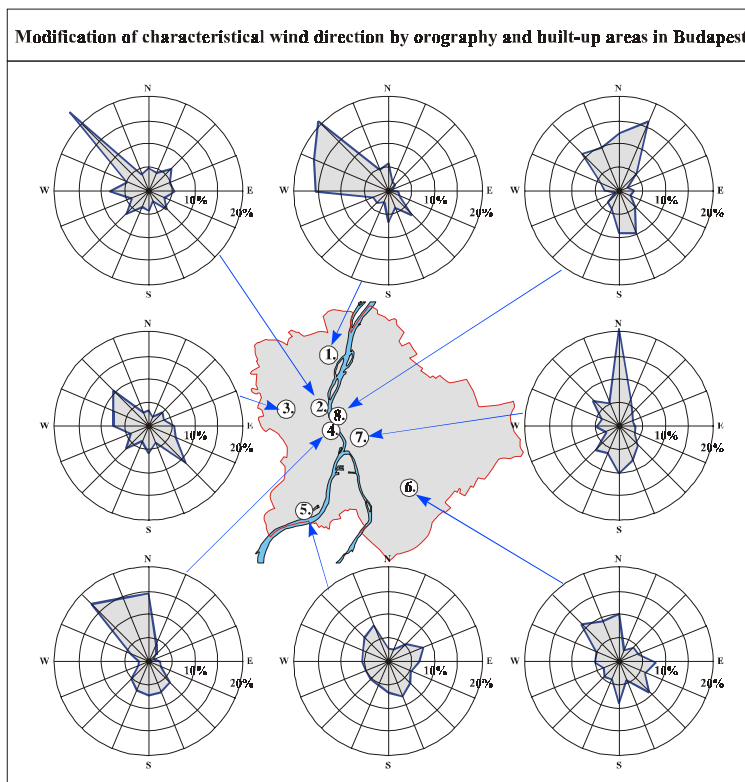 Modification of characteristical wind direction by orography and built-up areas in Budapest
N N N
W 10% E W 10% E W 10% E
20% 20% 20%
S S S
N N
1.
3. 2. 8.
W 10% E 4. 7. W 10% E
20% 20%
6.
5.
S S
N N N
W 10% E W 10% E W 10% E
20% 20% 20%
S S S